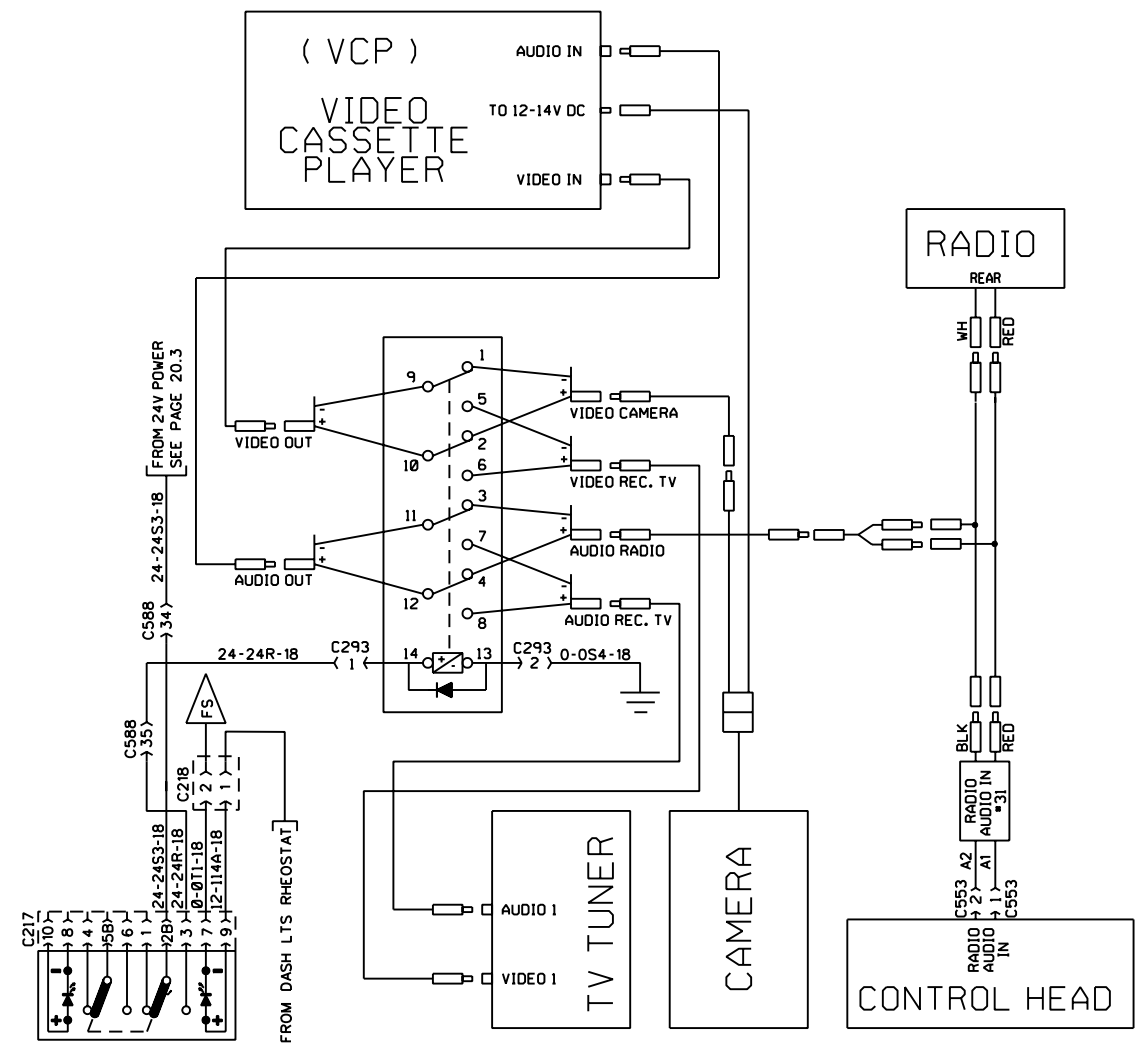 ( VCP )
VIDEO
CASSETTE
PLAYER
AUDIO IN
TO 12-14V DC
VIDEO IN
RADIO
REAR
WH
RED
FROM 24V POWER
SEE PAGE 20.3
24-24S3-18
C588
34
C588
35
9
1
5
10
2
6
11
3
7
12
4
8
14
13
-
+
VIDEO OUT
-
+
AUDIO OUT
-
+
VIDEO CAMERA
-
+
VIDEO REC. TV
-
+
AUDIO RADIO
-
+
AUDIO REC. TV
24-24R-18
C293
1
+
-
C293
2
0-0S4-18
FS
C218
2
1
24-24S3-18
24-24R-18
0-0T1-18
12-114A-18
FROM DASH LTS RHEOSTAT
C217
10
8
4
5B
6
1
2B
3
7
9
-
+
-
+
TV TUNER
AUDIO 1
VIDEO 1
CAMERA
BLK
RED
RADIO
AUDIO IN
#31
A2
A1
C553
2
1
C553
RADIO
AUDIO
IN
CONTROL HEAD